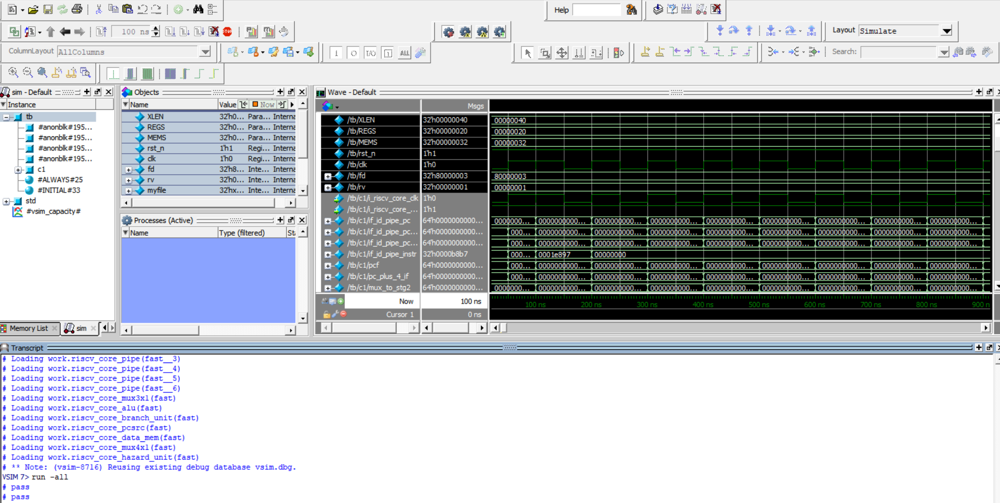 Help
100 ns
STOP
Layout Simulate
ColumnLayout AllColumns
ALL
Search:
sim - Default
Instance
tb
#anonblk#195...
#anonblk#195...
#anonblk#195...
#anonblk#195...
c1
#ALWAYS#25
#INITIAL#33
std
#vsim_capacity#
Memory List
sim
Objects
Name Value Now
XLEN 32'h0... Para... Interna
REGS 32'h0... Para... Interna
MEMS 32'h0... Para... Interna
rst_n 1'h1 Regi... Interna
clk 1'h0 Regi... Interna
fd 32'h8... Inte... Interna
rv 32'h0... Inte... Interna
myfile 32'hx... Inte... Interna
Processes (Active)
Name Type (filtered) Sta
Wave - Default
Msgs
/tb/XLEN 32'h00000040 00000040
/tb/REGS 32'h00000020 00000020
/tb/MEMS 32'h00000032 00000032
/tb/rst_n 1'h1
/tb/clk 1'h0
/tb/fd 32'h80000003 80000003
/tb/rv 32'h00000001 00000001
/tb/c1/i_riscv_core_clk 1'h0
/tb/c1/i_riscv_core_... 1'h1
/tb/c1/if_id_pipe_pc 64'h0000000000... 0000000... 0000000000... 0000000000... 0000000000... 0000000000... 0000000000... 0000000000... 0000000000...
/tb/c1/if_id_pipe_pc... 64'h0000000000... 000... 0000000000... 0000000000... 0000000000... 0000000000... 0000000000... 0000000000... 0000000000...
/tb/c1/if_id_pipe_pc... 64'h0000000000... 000... 0000000000... 0000000000... 0000000000... 0000000000... 0000000000... 0000000000... 0000000000...
/tb/c1/if_id_pipe_instr 32'h0000b8b7 000... 0001e897 00000000
/tb/c1/pcf 64'h0000000000... 000... 0000000000... 0000000000... 0000000000... 0000000000... 0000000000... 0000000000... 0000000000...
/tb/c1/pc_plus_4_if 64'h0000000000... 000... 0000000000... 0000000000... 0000000000... 0000000000... 0000000000... 0000000000... 0000000000...
/tb/c1/mux_to_stg2 64'h0000000000... 0000000... 0000000000... 0000000000... 0000000000... 0000000000... 0000000000... 0000000000... 0000000000...
Now 100 ns
100 ns 200 ns 300 ns 400 ns 500 ns 600 ns 700 ns 800 ns 900 n
Cursor 1 0 ns
Transcript
# Loading work.riscv_core_pipe(fast__3)
# Loading work.riscv_core_pipe(fast__4)
# Loading work.riscv_core_pipe(fast__5)
# Loading work.riscv_core_pipe(fast__6)
# Loading work.riscv_core_mux3x1(fast)
# Loading work.riscv_core_alu(fast)
# Loading work.riscv_core_branch_unit(fast)
# Loading work.riscv_core_pcsrc(fast)
# Loading work.riscv_core_data_mem(fast)
# Loading work.riscv_core_mux4x1(fast)
# Loading work.riscv_core_hazard_unit(fast)
# ** Note: (vsim-8716) Reusing existing debug database vsim.dbg.
VSIM 7> run -all
# pass
# pass